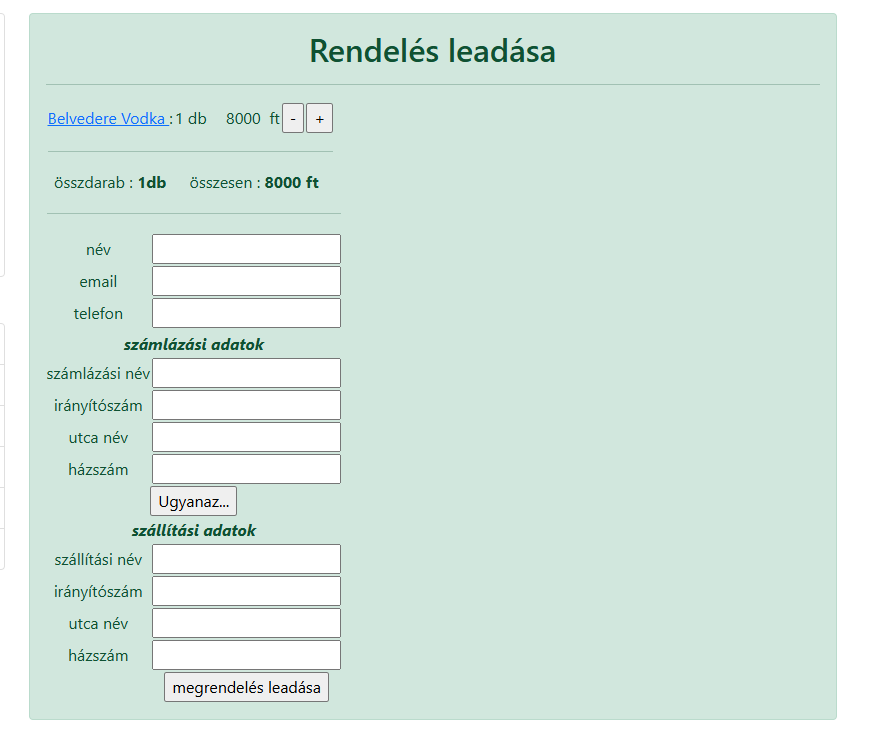 Rendelés leadása
Belvedere Vodka : 1 db 8000 ft - +
összdarab : 1db összesen : 8000 ft
név
email
telefon
számlázási adatok
számlázási név
irányítószám
utca név
házszám
Ugyanaz...
szállítási adatok
szállítási név
irányítószám
utca név
házszám
megrendelés leadása